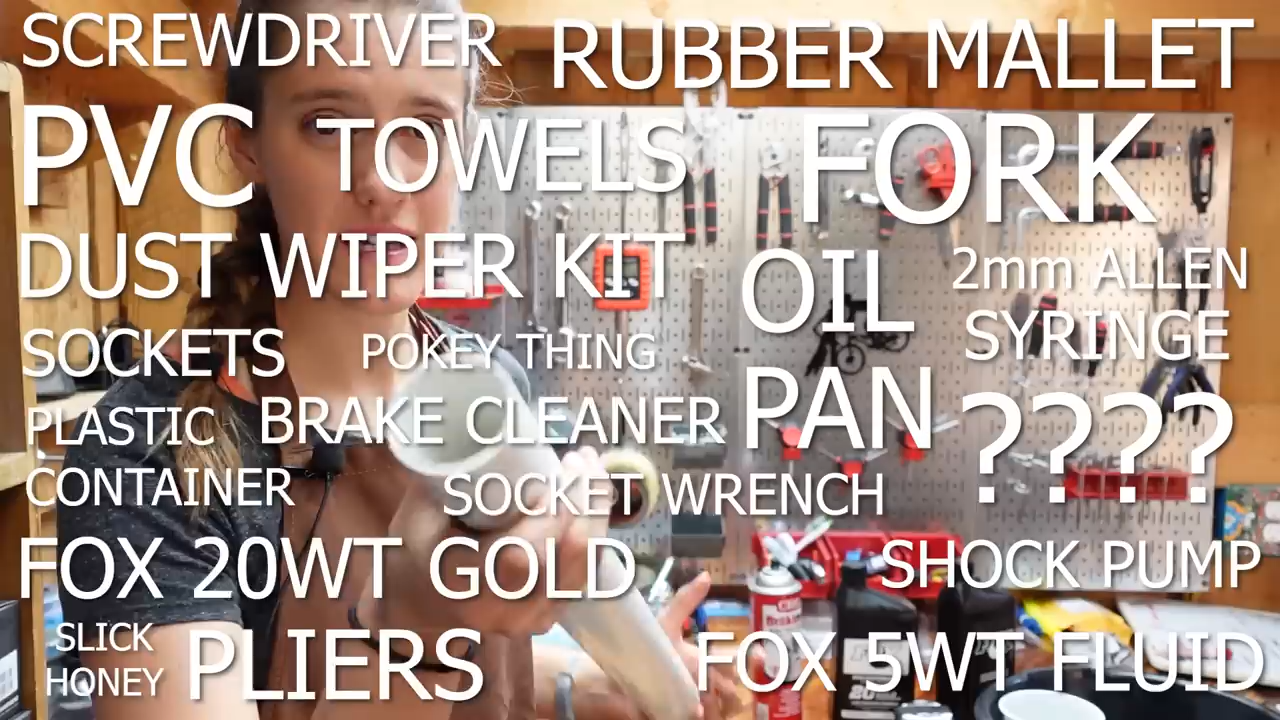 SCREWDRIVER
RUBBER MALLET
PVC
TOWELS
FORK
DUST WIPER KIT
OIL
PAN
2mm ALLEN
SYRINGE
SOCKETS
POKEY THING
PLASTIC
CONTAINER
BRAKE CLEANER
????
SOCKET WRENCH
FOX 20WT GOLD
SHOCK PUMP
SLICK
HONEY
PLIERS
FOX 5WT FLUID